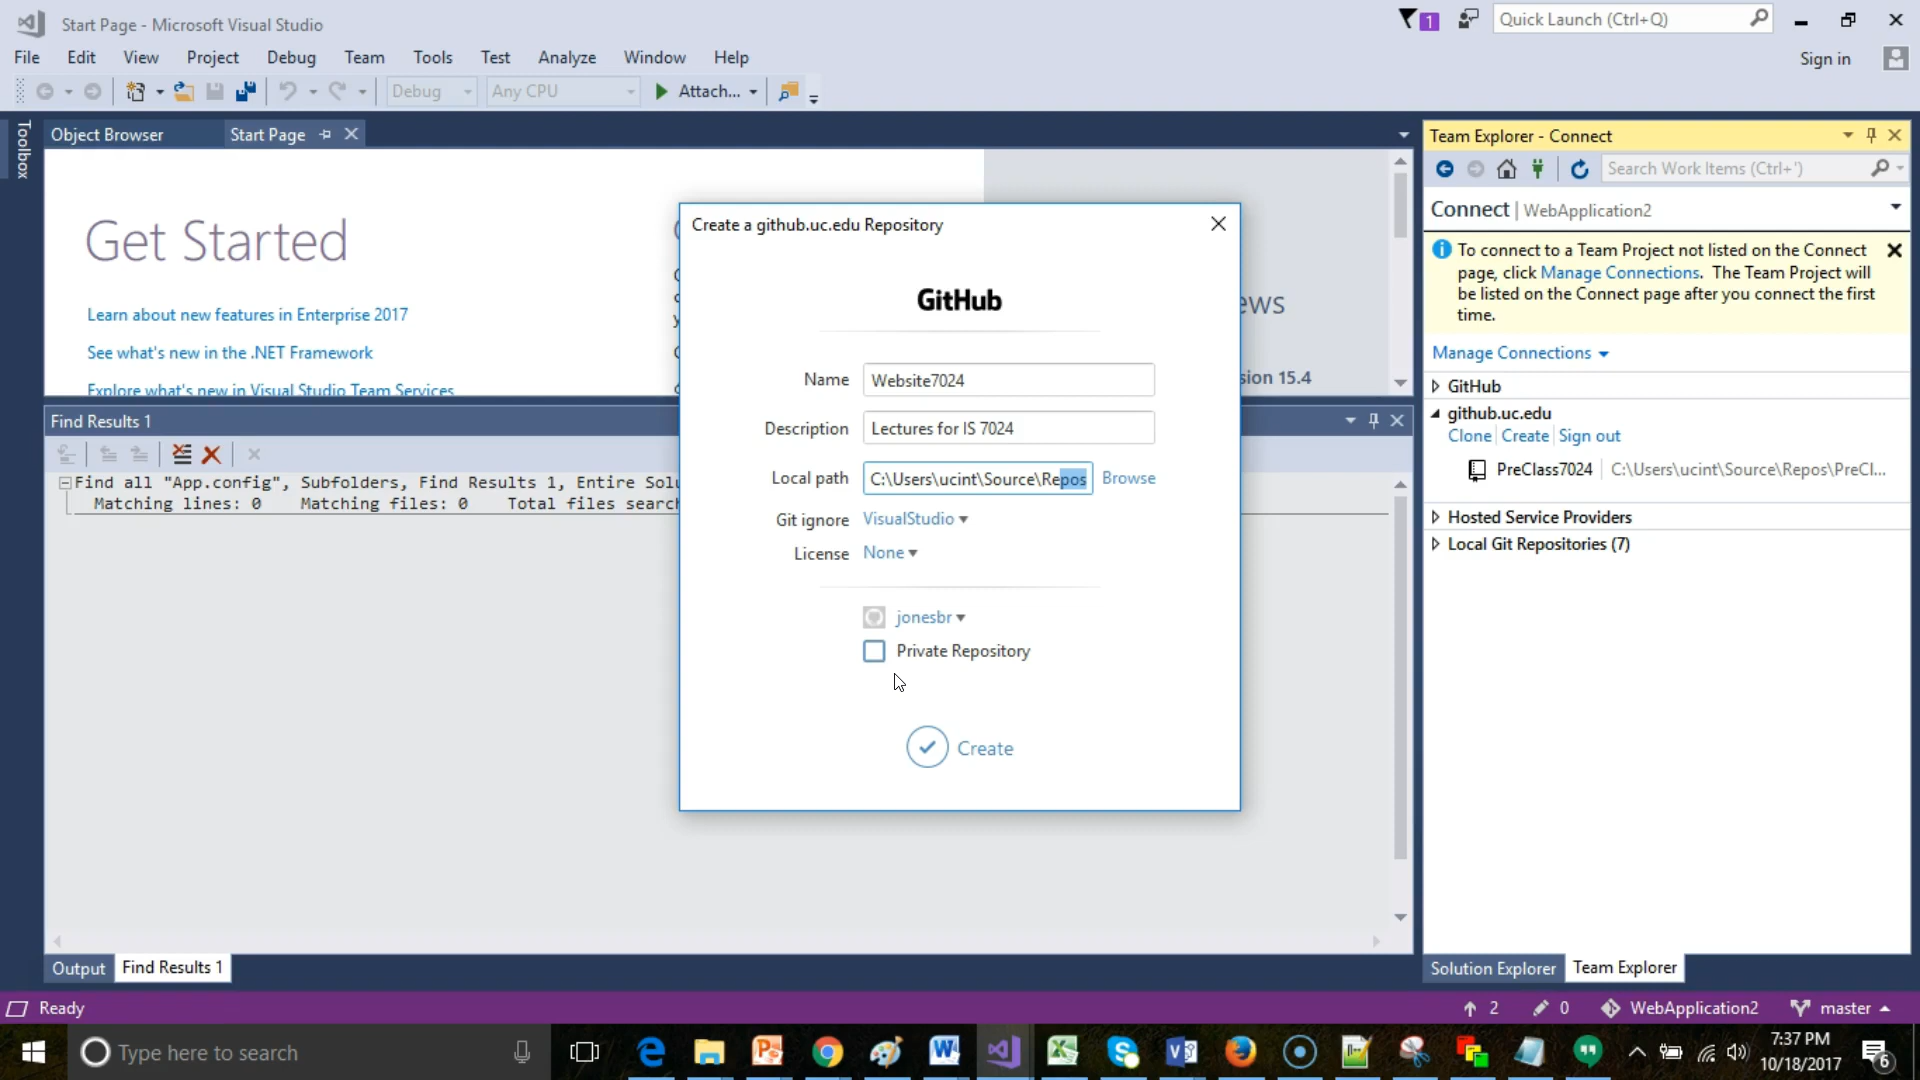 Start Page - Microsoft Visual Studio
1
Quick Launch (Ctrl+Q)
File Edit View Project Debug Team Tools Test Analyze Window Help
Sign in
Debug
Any CPU
Attach...
Toolbox
Object Browser
Start Page
Get Started
Learn about new features in Enterprise 2017
See what's new in the .NET Framework
Explore what's new in Visual Studio Team Services
ews
sion 15.4
Create a github.uc.edu Repository
GitHub
Name Website7024
Description Lectures for IS 7024
Local path C:\Users\ucint\Source\Repos Browse
Git ignore VisualStudio
License None
jonesbr
Private Repository
Create
Find Results 1
Find all "App.config", Subfolders, Find Results 1, Entire Solu
Matching lines: 0 Matching files: 0 Total files search
Output
Find Results 1
Team Explorer - Connect
Search Work Items (Ctrl+')
Connect | WebApplication2
To connect to a Team Project not listed on the Connect
page, click Manage Connections. The Team Project will
be listed on the Connect page after you connect the first
time.
Manage Connections
GitHub
github.uc.edu
Clone Create Sign out
PreClass7024 C:\Users\ucint\Source\Repos\PreCl...
Hosted Service Providers
Local Git Repositories (7)
Solution Explorer
Team Explorer
Ready
2
0
WebApplication2
master
Type here to search
7:37 PM
10/18/2017
6